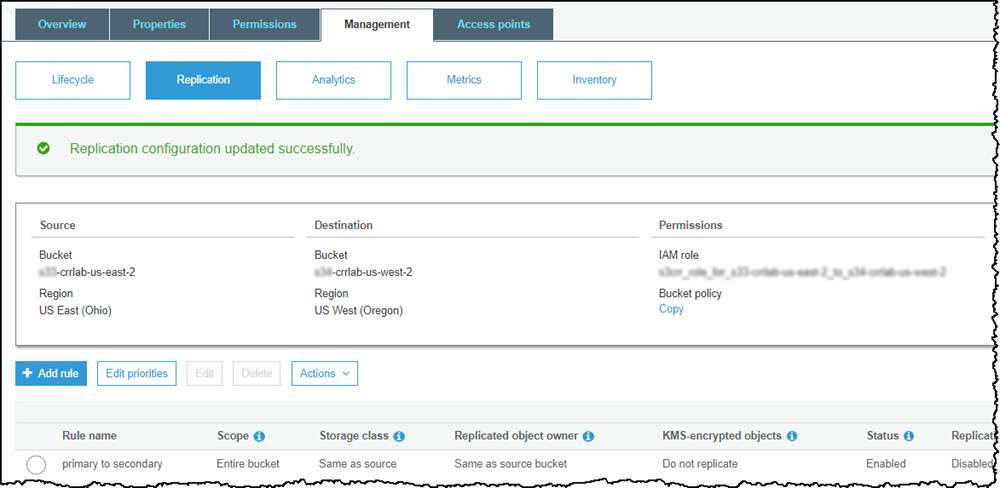 Overview Properties Permissions Management Access points
Lifecycle Replication Analytics Metrics Inventory
Replication configuration updated successfully.
Source Destination Permissions
Bucket Bucket IAM role
-crrlab-us-east-2 -crrlab-us-west-2
Region Region Bucket policy
US East (Ohio) US West (Oregon) Copy
Add rule Edit priorities Edit Delete Actions
Rule name Scope Storage class Replicated object owner KMS-encrypted objects Status
primary to secondary Entire bucket Same as source Same as source bucket Do not replicate Enabled Disabled